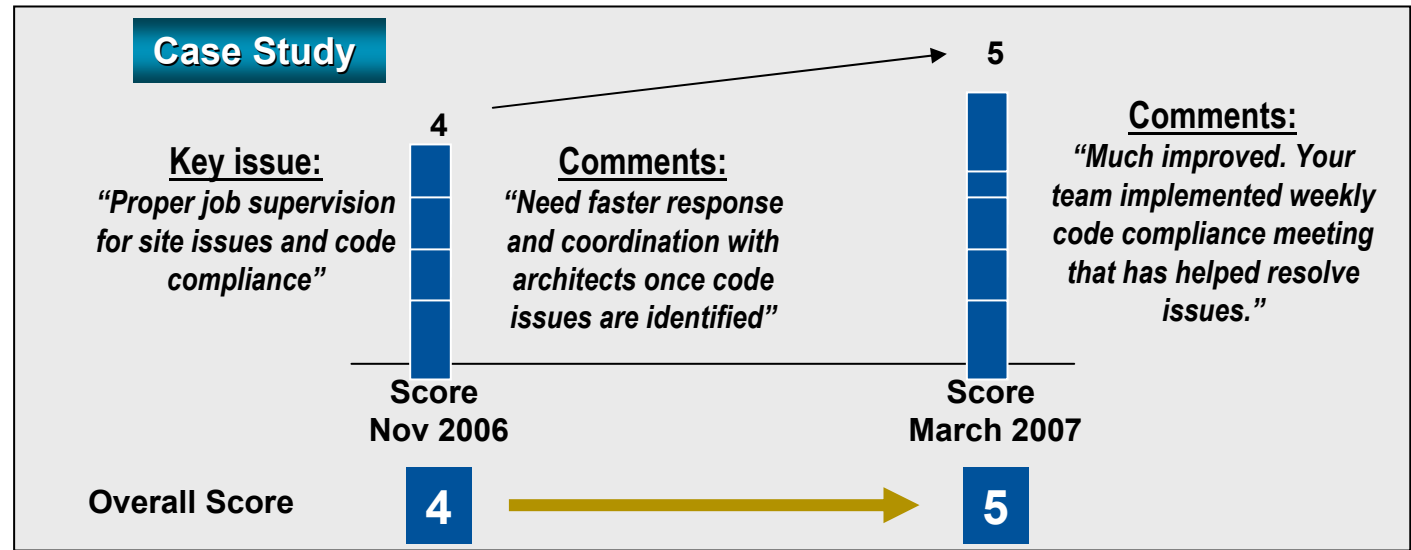 Case Study
4
5
Key issue:
“Proper job supervision
for site issues and code
compliance”
Comments:
“Need faster response
and coordination with
architects once code
issues are identified”
Comments:
“Much improved. Your
team implemented weekly
code compliance meeting
that has helped resolve
issues.”
Score
Nov 2006
Score
March 2007
Overall Score
4
5